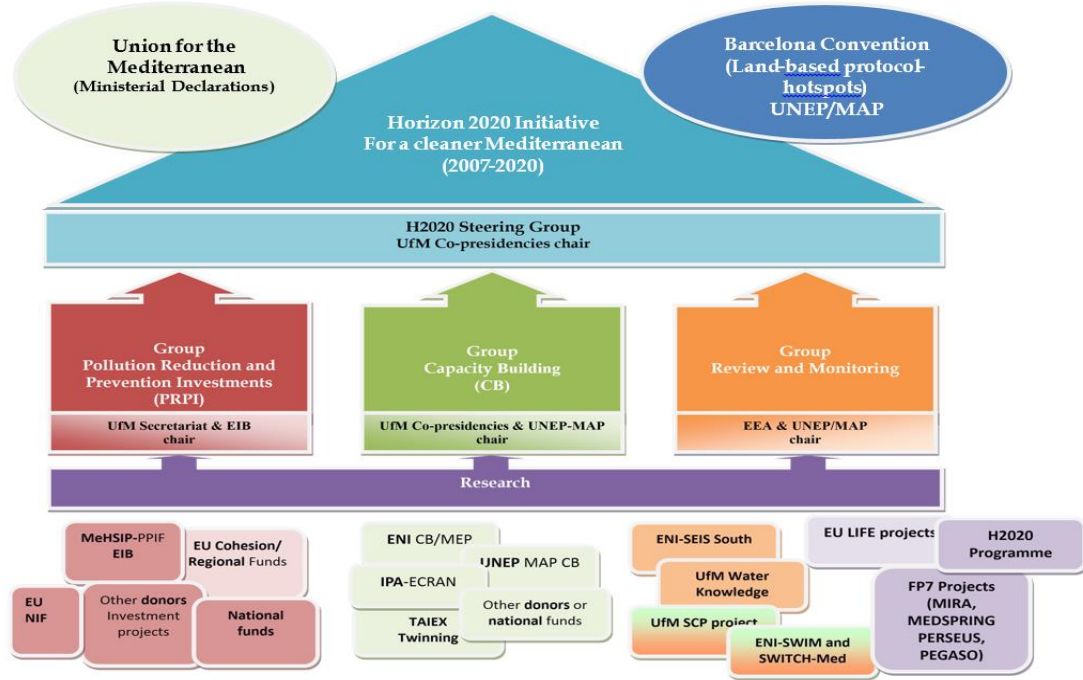 Union for the
Mediterranean
(Ministerial Declarations)
Barcelona Convention
(Land-based protocol-
hotspots)
UNEP/MAP
Horizon 2020 Initiative
For a cleaner Mediterranean
(2007-2020)
H2020 Steering Group
UfM Co-presidencies chair
Group
Pollution Reduction and
Prevention Investments
(PRPI)
UfM Secretariat & EIB
chair
Group
Capacity Building
(CB)
UfM Co-presidencies & UNEP-MAP
chair
Group
Review and Monitoring
EEA & UNEP/MAP
chair
Research
MeHSIP-PPIF
EIB
EU Cohesion/
Regional Funds
EU
NIF
Other donors
Investment
projects
National
funds
ENI CB/MEP
UNEP MAP CB
IPA-ECRAN
TAIEX
Twinning
Other donors or
national funds
ENI-SEIS South
UfM Water
Knowledge
UfM SCP project
ENI-SWIM and
SWITCH-Med
EU LIFE projects
H2020
Programme
FP7 Projects
(MIRA,
MEDSPRING
PERSEUS,
PEGASO)